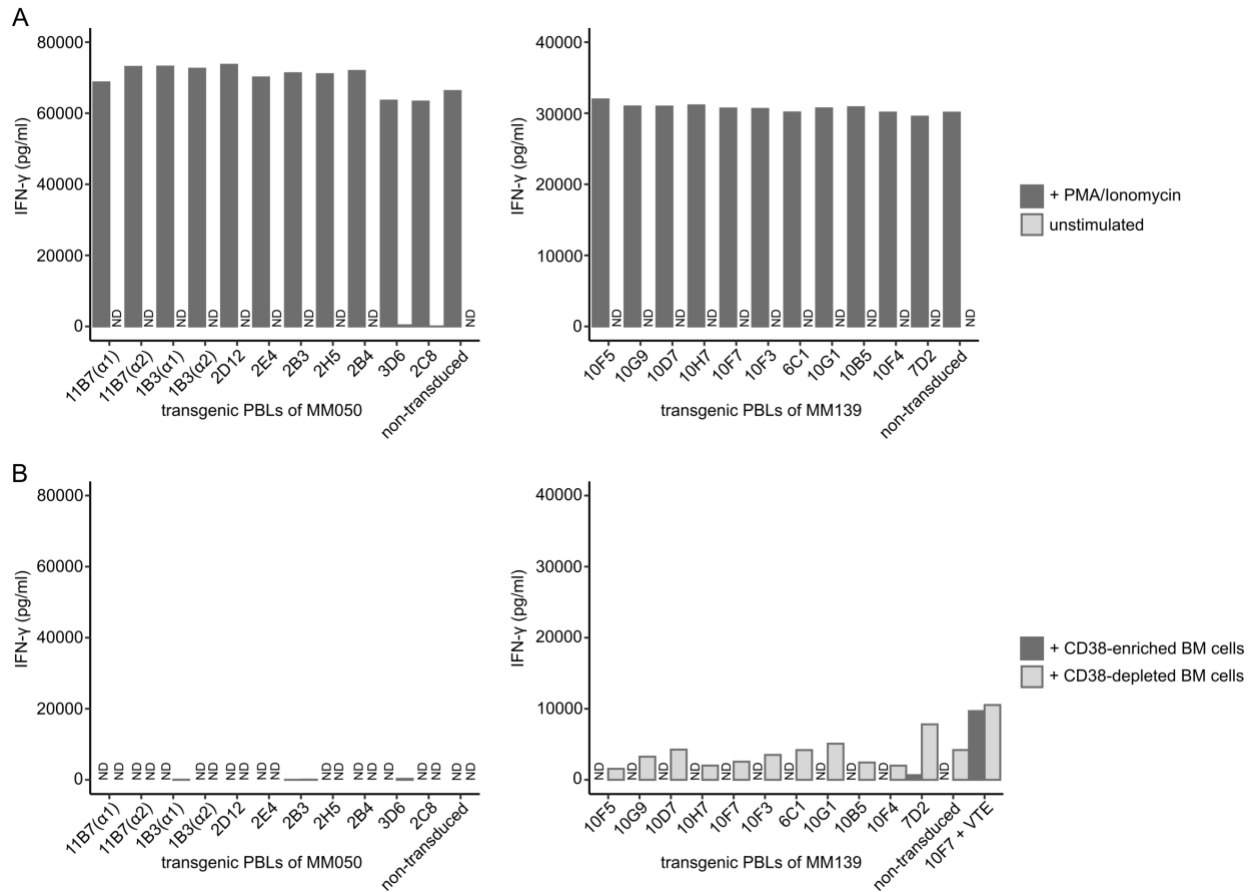 A
80000
60000
40000
20000
0
IFN-γ (pg/ml)
ND ND ND ND ND ND ND ND ND ND
11B7(α1) 11B7(α2) 1B3(α1) 1B3(α2) 2D12 2E4 2B3 2H5 2B4 3D6 2C8 non-transduced
transgenic PBLs of MM050
40000
30000
20000
10000
0
IFN-γ (pg/ml)
ND ND ND ND ND ND ND ND ND ND ND ND
10F5 10G9 10D7 10H7 10F7 10F3 6C1 10G1 10B5 10F4 7D2 non-transduced
transgenic PBLs of MM139
+ PMA/Ionomycin
unstimulated
B
80000
60000
40000
20000
0
IFN-γ (pg/ml)
ND ND ND ND ND ND ND ND ND ND ND ND ND ND ND ND ND ND
11B7(α1) 11B7(α2) 1B3(α1) 1B3(α2) 2D12 2E4 2B3 2H5 2B4 3D6 2C8 non-transduced
transgenic PBLs of MM050
40000
30000
20000
10000
0
IFN-γ (pg/ml)
ND ND ND ND ND ND ND ND ND ND ND
10F5 10G9 10D7 10H7 10F7 10F3 6C1 10G1 10B5 10F4 7D2 non-transduced 10F7 + VTE
transgenic PBLs of MM139
+ CD38-enriched BM cells
+ CD38-depleted BM cells